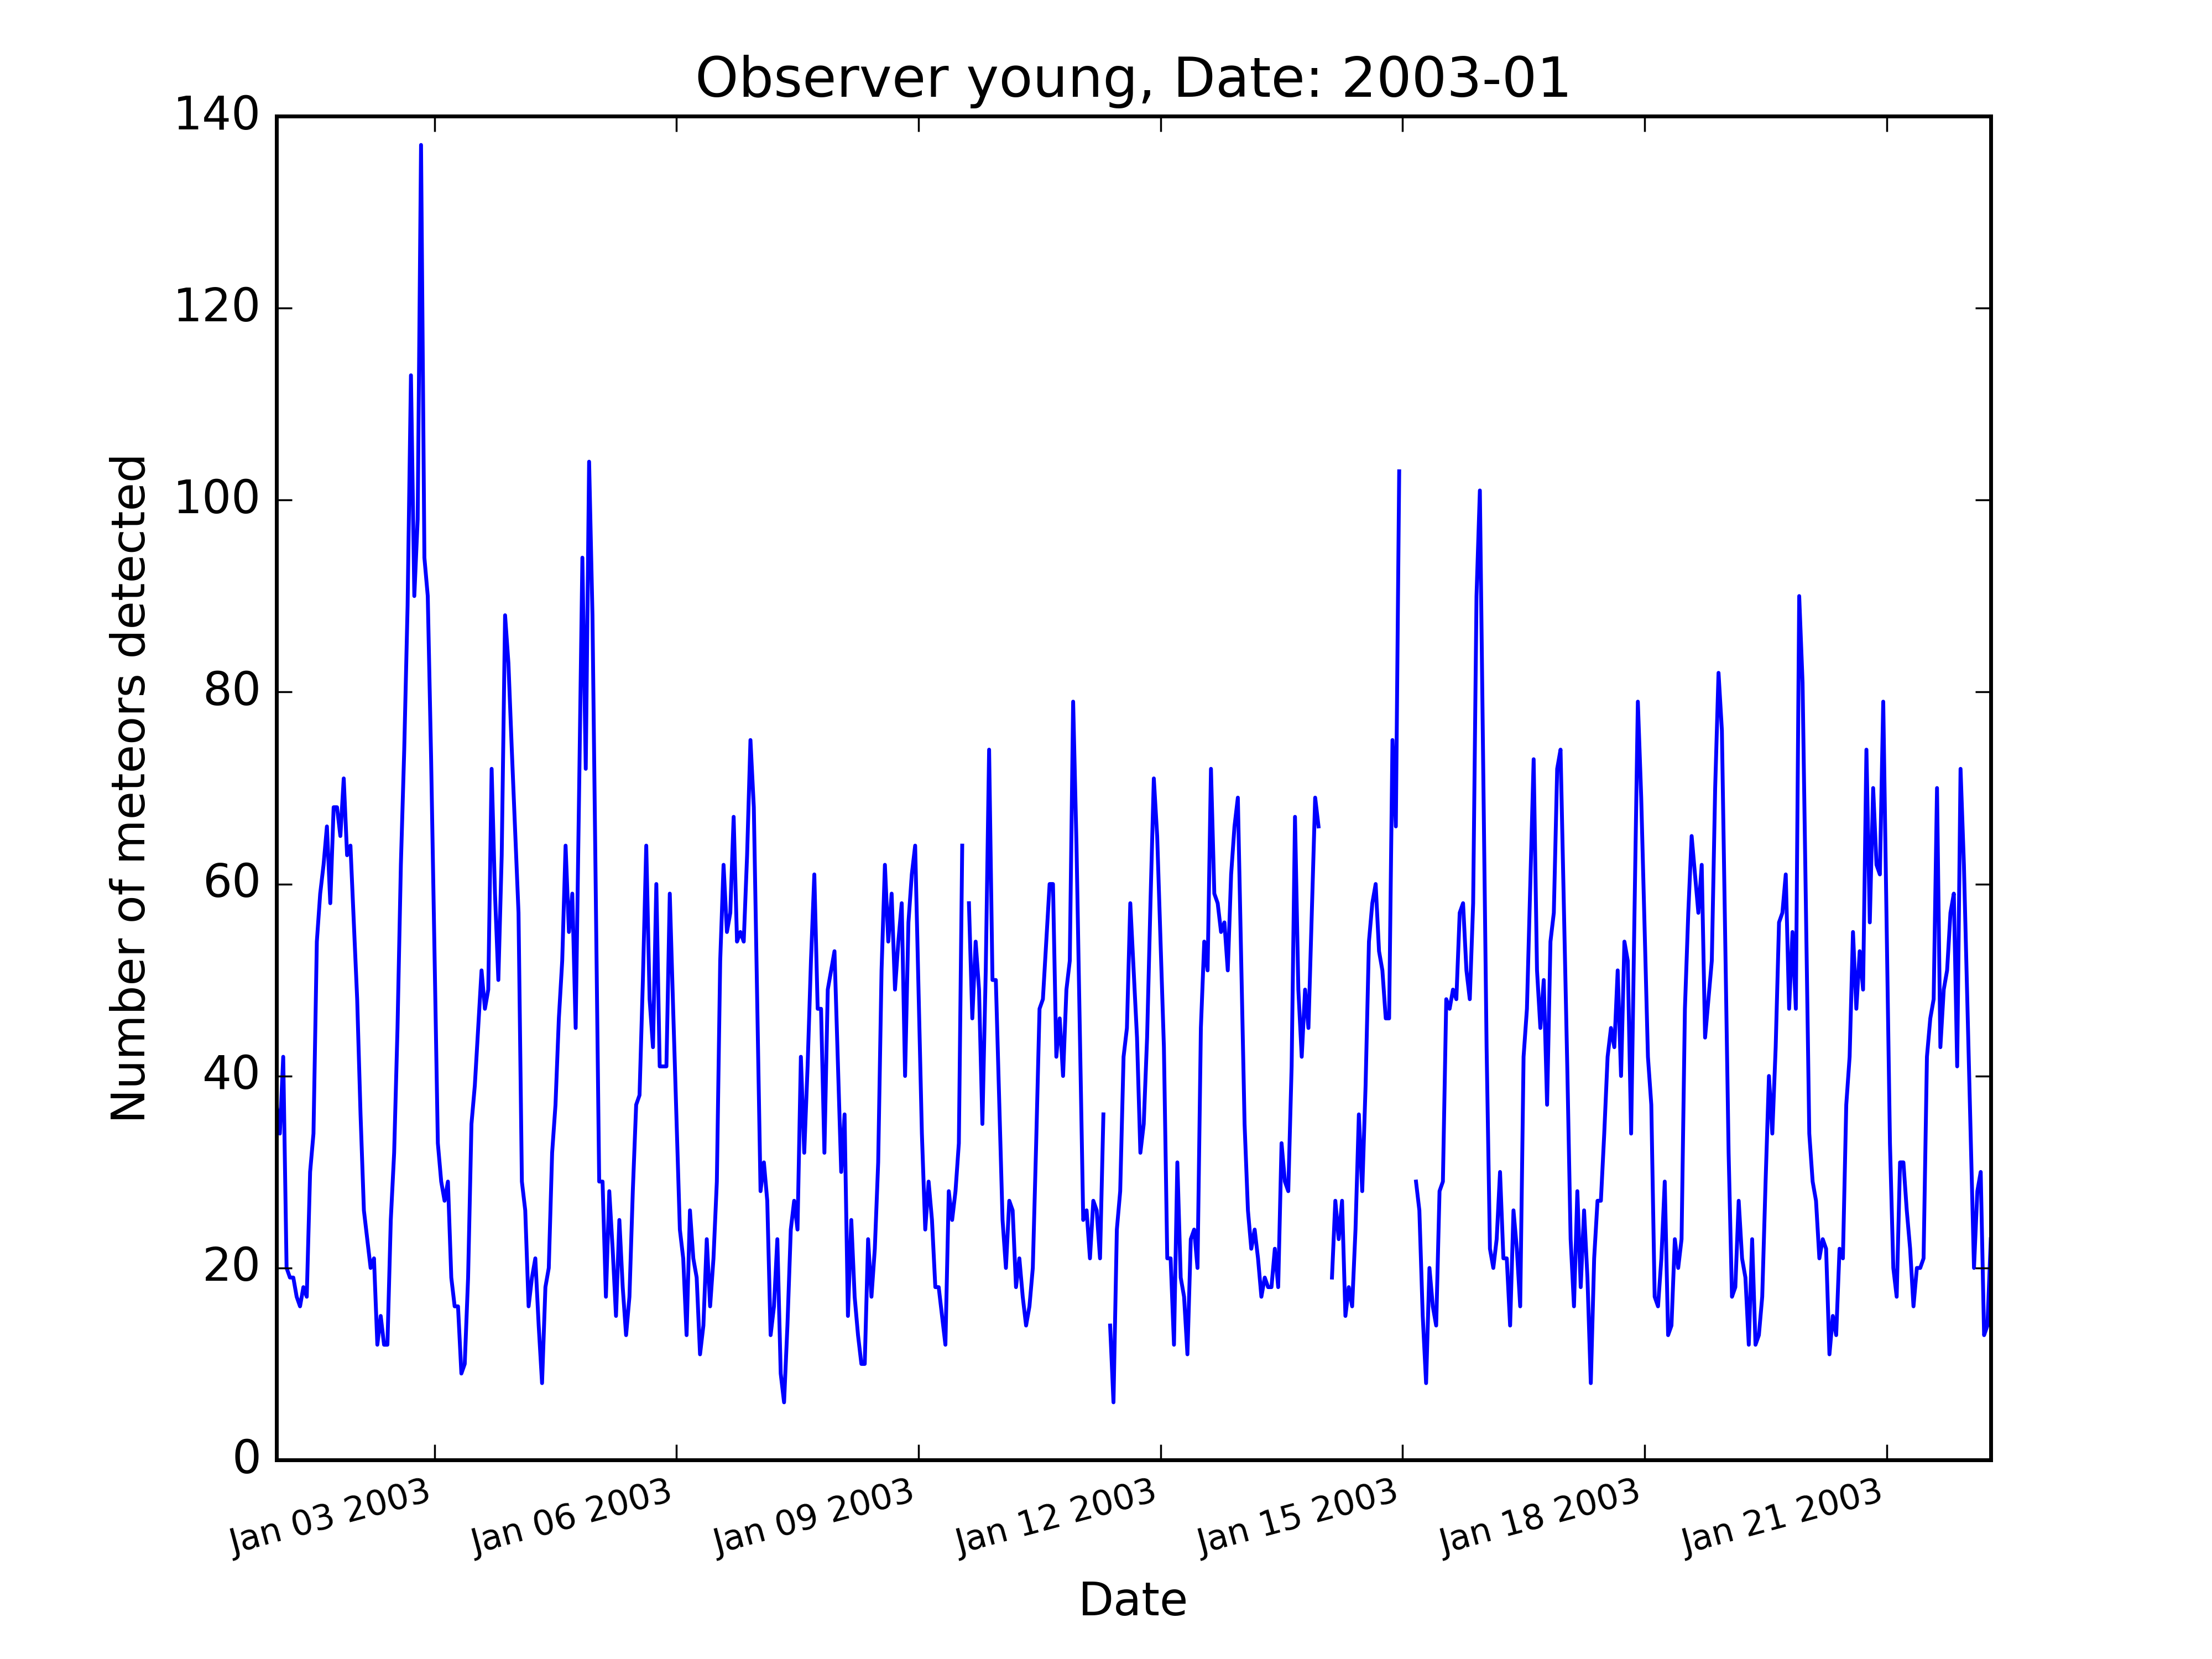 Observer young, Date: 2003-01
140
120
100
80
60
40
20
0
Number of meteors detected
Jan 03 2003
Jan 06 2003
Jan 09 2003
Jan 12 2003
Jan 15 2003
Jan 18 2003
Jan 21 2003
Date